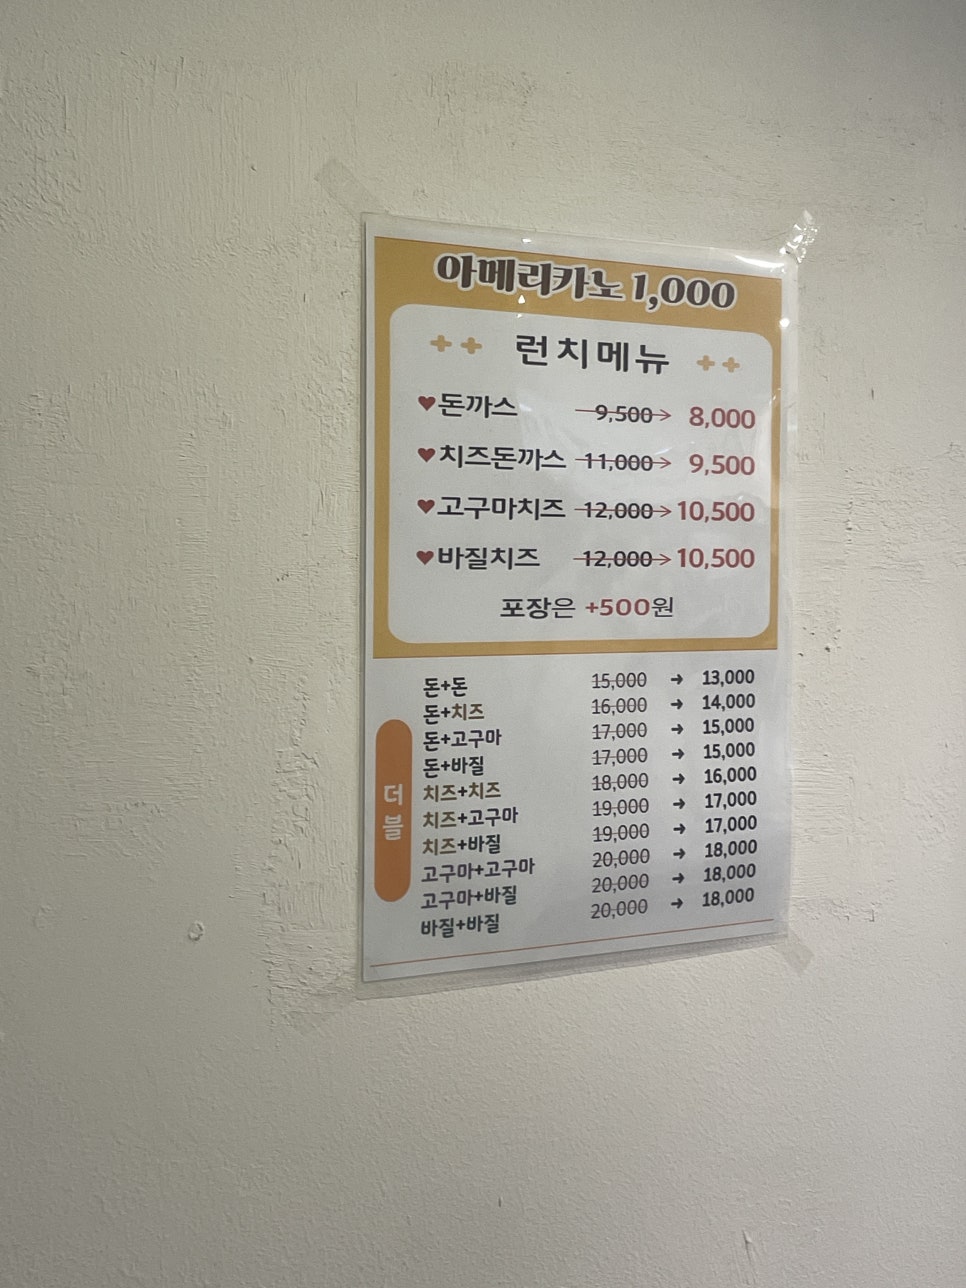 아메리카노 1,000
++ 런치메뉴 ++
♥돈까스 9,500→ 8,000
♥치즈돈까스 11,000→ 9,500
♥고구마치즈 12,000→ 10,500
♥바질치즈 12,000→ 10,500
포장은 +500원
더블
돈+돈 15,000 → 13,000
돈+치즈 16,000 → 14,000
돈+고구마 17,000 → 15,000
돈+바질 17,000 → 15,000
치즈+치즈 18,000 → 16,000
치즈+고구마 19,000 → 17,000
치즈+바질 19,000 → 17,000
고구마+고구마 20,000 → 18,000
고구마+바질 20,000 → 18,000
바질+바질 20,000 → 18,000